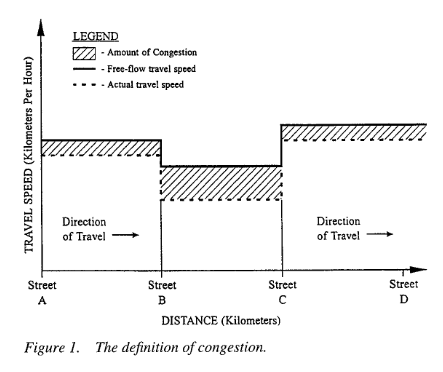 LEGEND
- Amount of Congestion
- Free-flow travel speed
- Actual travel speed
TRAVEL SPEED (Kilometers Per Hour)
Direction
of Travel
Direction
of Travel
Street
A
Street
B
Street
C
Street
D
DISTANCE (Kilometers)
Figure 1. The definition of congestion.